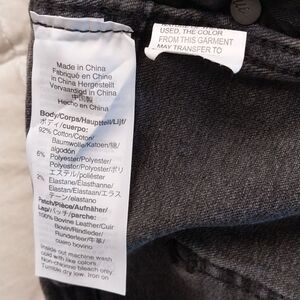 USED, THE COLOR
FROM THIS GARMENT
MAY TRANSFER TO
Made in China
Fabriqué en Chine
In China Hergestellt
Vervaardigd in China
中国製
Hecho en China
Body/Corpo/Hauptteil/Lijf/
ボディ/cuerpo:
92% Cotton/Coton/
Baumwolle/Katoen/綿/
algodón
6% Polyester/Polyester/
Polyester/Polyester/ポリ
エステル/poliéster
2% Elastane/Elasthanne/
Elastan/Elastaan/エラス
テーン/elastano
Patch/Pièce/Aufnäher/
Lap/パッチ/parche:
100% Bovine Leather/Cuir
Bovin/Rindleder/
Runderleer/牛革/
cuero bovino
Inside out machine wash
cold with like colors
Non-chlorine bleach only
Tumble dry low. Iron on